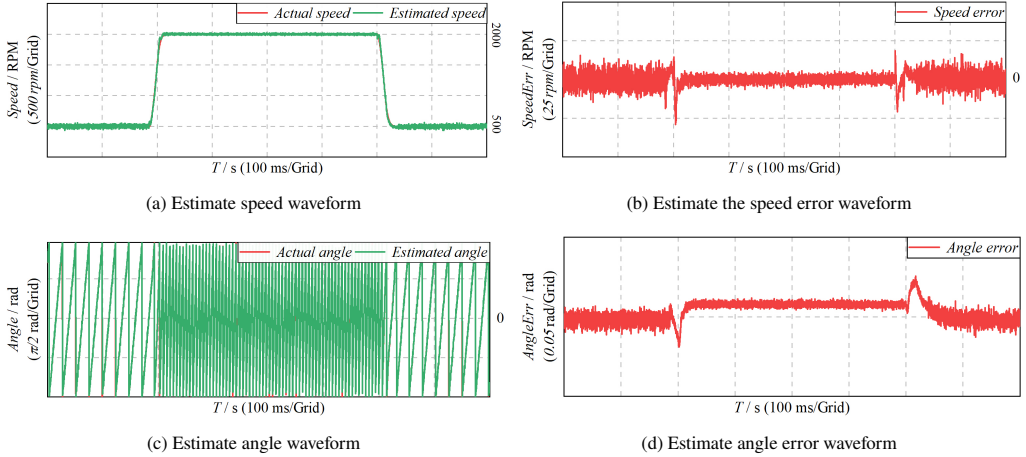 Actual speed Estimated speed
Speed / RPM
(500 rpm/Grid)
2000
500
T / s (100 ms/Grid)
(a) Estimate speed waveform
Speed error
SpeedErr / RPM
(25 rpm/Grid)
0
T / s (100 ms/Grid)
(b) Estimate the speed error waveform
Actual angle Estimated angle
Angle / rad
(π/2 rad/Grid)
0
T / s (100 ms/Grid)
(c) Estimate angle waveform
Angle error
AngleErr / rad
(0.05 rad/Grid)
T / s (100 ms/Grid)
(d) Estimate angle error waveform